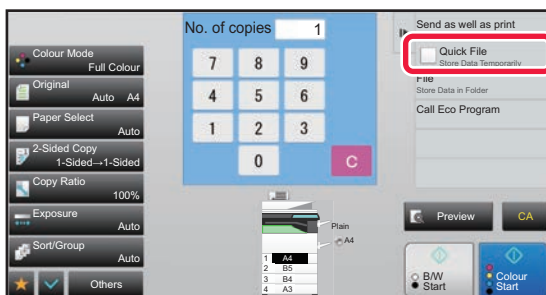 Colour Mode
Full Colour
Original
Auto A4
Paper Select
Auto
2-Sided Copy
1-Sided→1-Sided
Copy Ratio
100%
Exposure
Auto
Sort/Group
Auto
Others
No. of copies 1
7 8 9
4 5 6
1 2 3
0 C
Plain
A4
1 A4
2 B5
3 B4
4 A3
Send as well as print
Quick File
Store Data Temporarily
File
Store Data in Folder
Call Eco Program
Preview CA
B/W
Start
Colour
Start